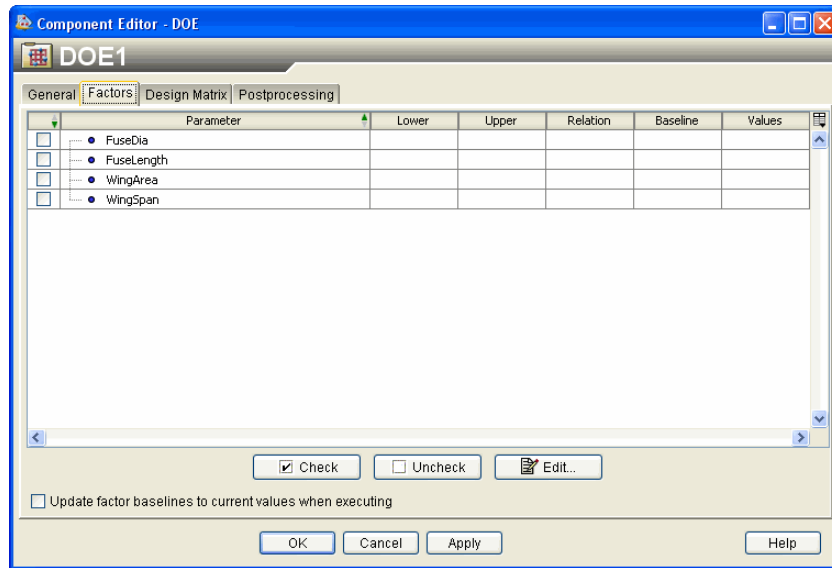 Component Editor - DOE
DOE1
General Factors Design Matrix Postprocessing
Parameter Lower Upper Relation Baseline Values
FuseDia
FuseLength
WingArea
WingSpan
Check Uncheck Edit...
Update factor baselines to current values when executing
OK Cancel Apply Help